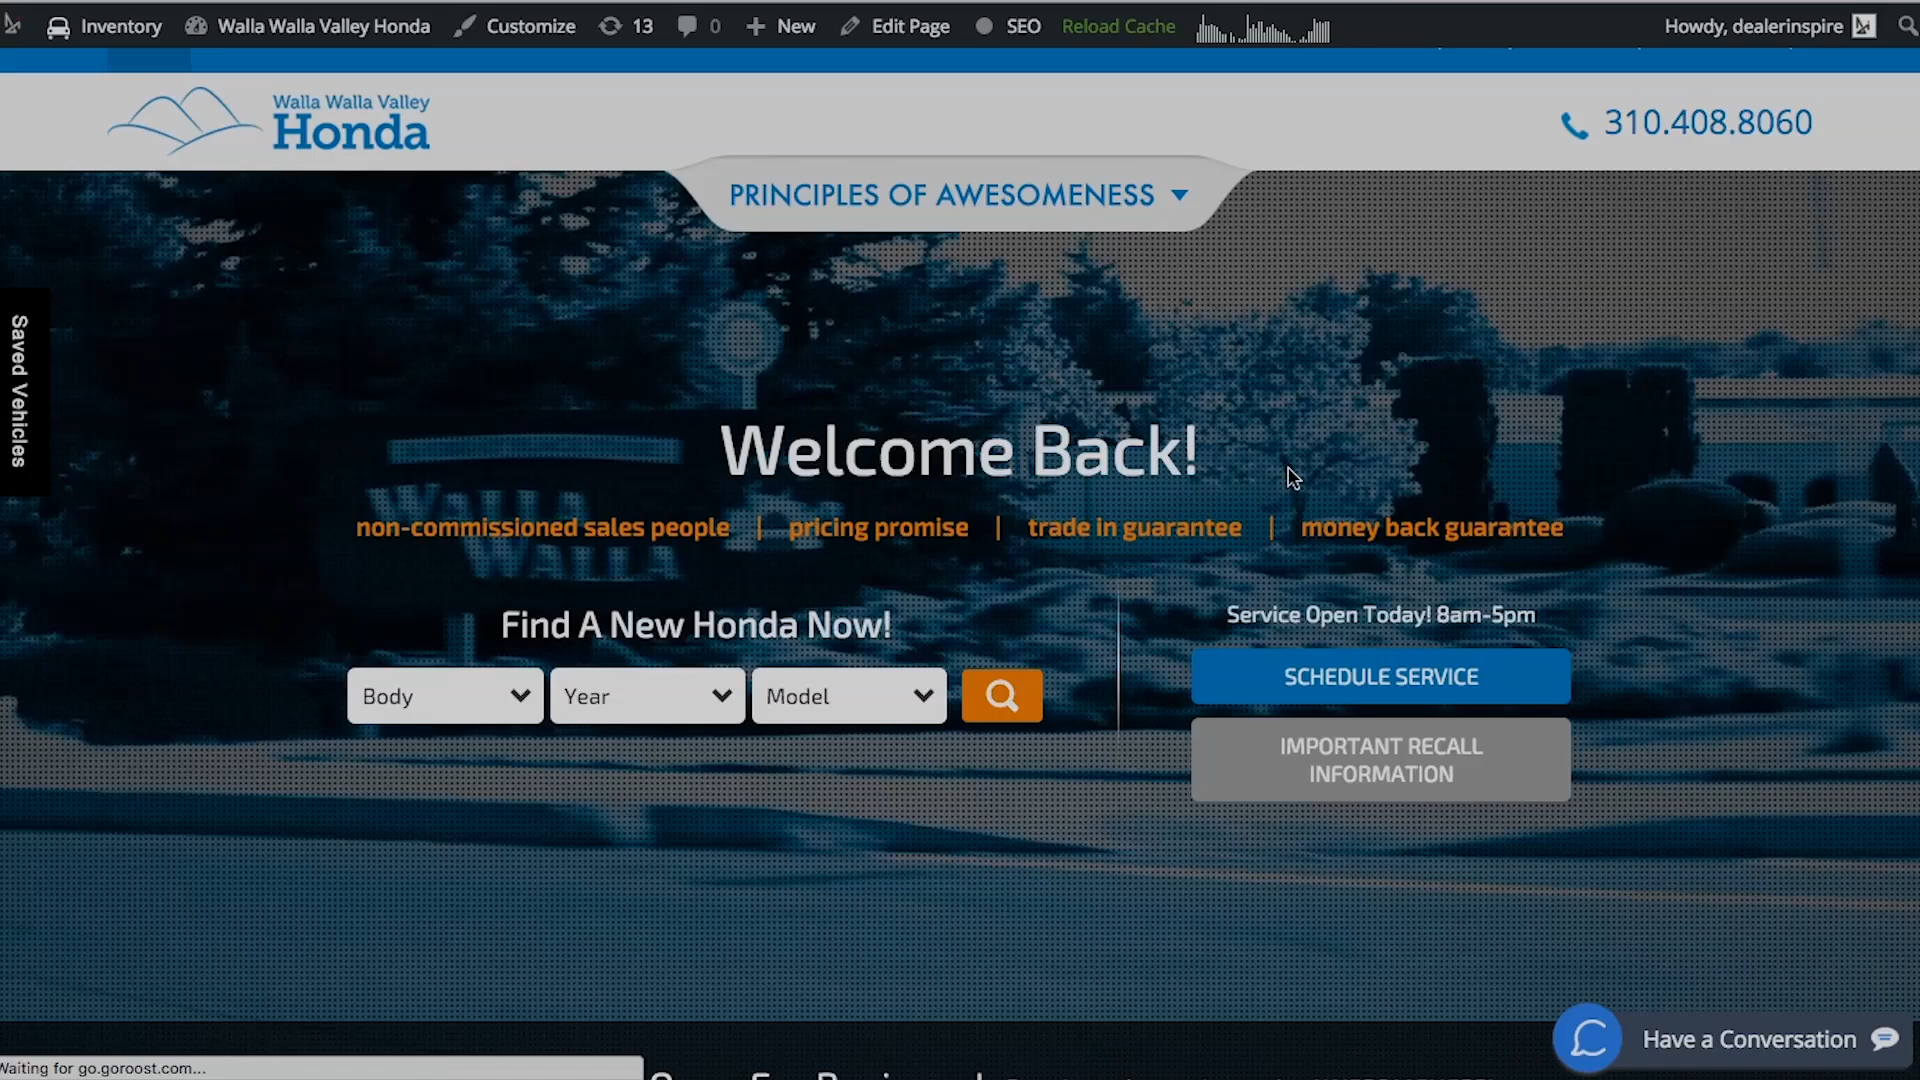 Inventory Walla Walla Valley Honda Customize 13 0 New Edit Page SEO Reload Cache Howdy, dealerinspire
Walla Walla Valley
Honda
310.408.8060
PRINCIPLES OF AWESOMENESS
Saved Vehicles
Welcome Back!
WALLA
WALLA
non-commissioned sales people | pricing promise | trade in guarantee | money back guarantee
Find A New Honda Now!
Body Year Model
Service Open Today! 8am-5pm
SCHEDULE SERVICE
IMPORTANT RECALL
INFORMATION
Have a Conversation
Waiting for go.goroost.com...